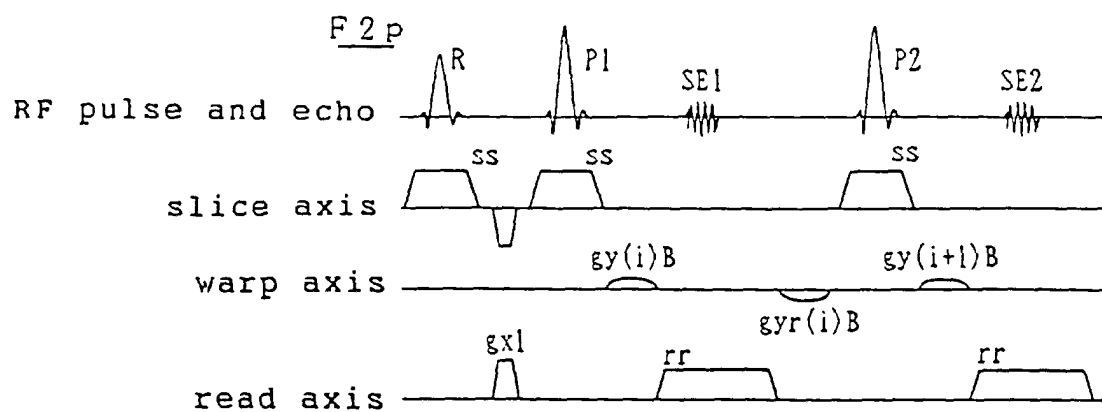 F2p
R P1 SE1 P2 SE2
RF pulse and echo
ss ss ss
slice axis
gy(i)B gy(i+1)B
warp axis
gyr(i)B
gx1 rr rr
read axis